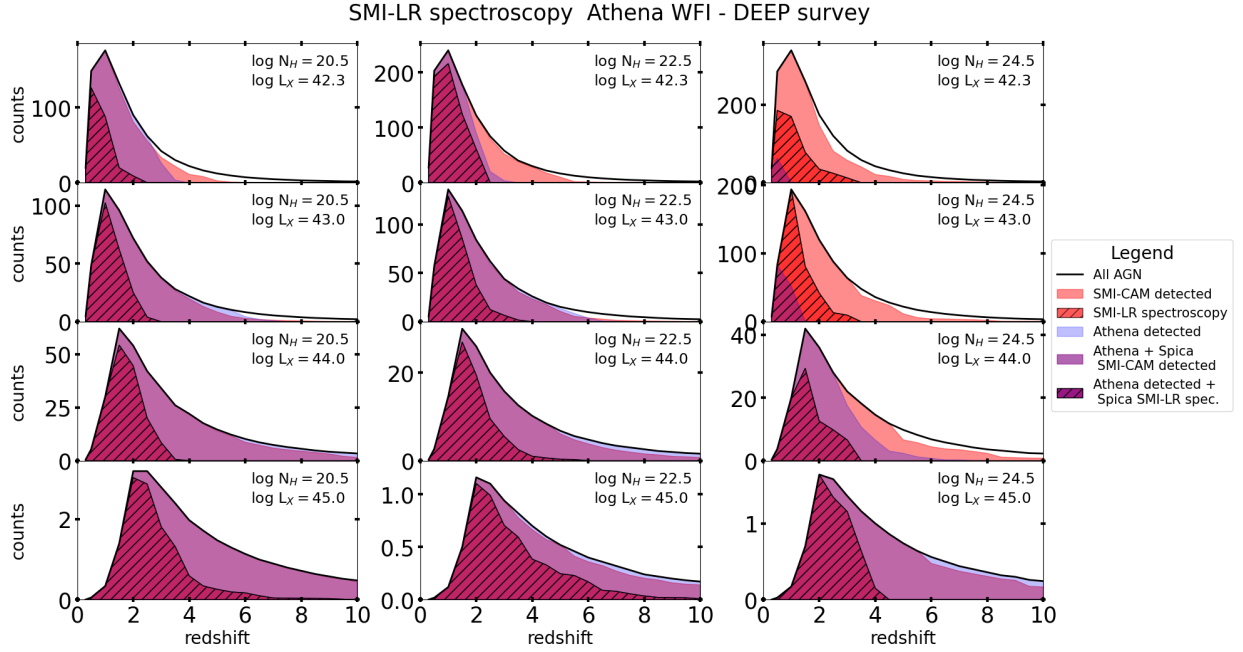 SMI-LR spectroscopy  Athena WFI - DEEP survey
counts
100
0
log N_H = 20.5
log L_X = 42.3
200
100
0
log N_H = 22.5
log L_X = 42.3
200
0
log N_H = 24.5
log L_X = 42.3
counts
100
50
0
log N_H = 20.5
log L_X = 43.0
100
50
0
log N_H = 22.5
log L_X = 43.0
200
100
0
log N_H = 24.5
log L_X = 43.0
counts
50
25
0
log N_H = 20.5
log L_X = 44.0
20
0
log N_H = 22.5
log L_X = 44.0
40
20
0
log N_H = 24.5
log L_X = 44.0
counts
2
0
log N_H = 20.5
log L_X = 45.0
1.0
0.5
0.0
log N_H = 22.5
log L_X = 45.0
1
0
log N_H = 24.5
log L_X = 45.0
0 2 4 6 8 10
0 2 4 6 8 10
0 2 4 6 8 10
redshift
redshift
redshift
Legend
All AGN
SMI-CAM detected
SMI-LR spectroscopy
Athena detected
Athena + Spica
SMI-CAM detected
Athena detected +
Spica SMI-LR spec.